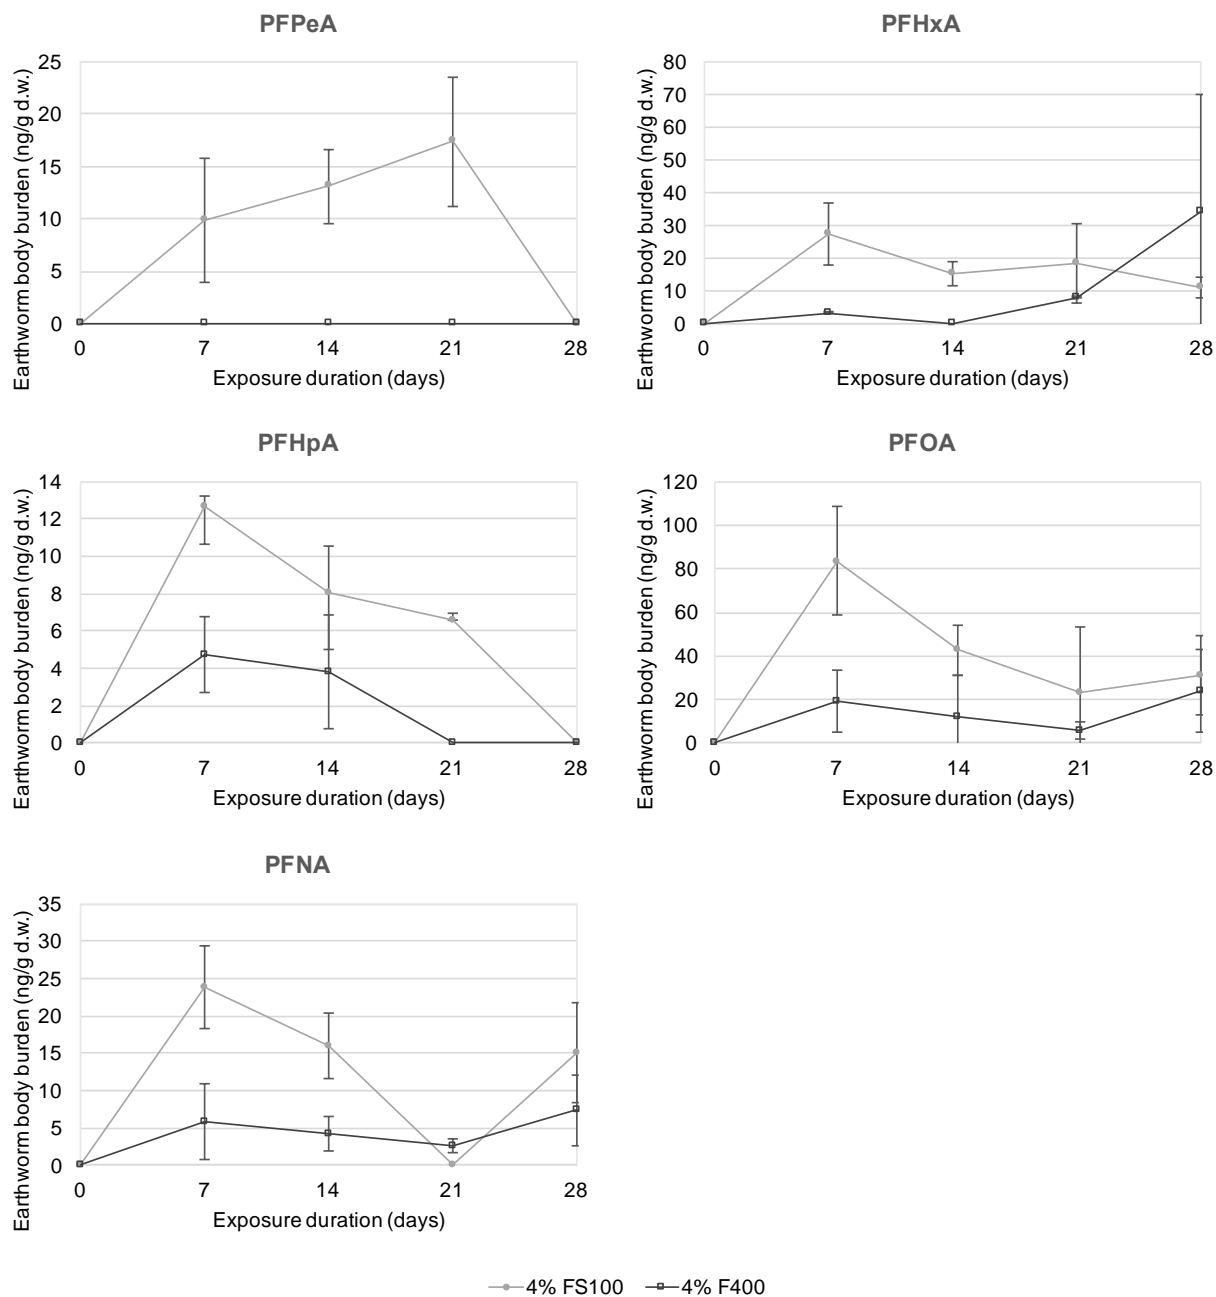 PFPeA
Earthworm body burden (ng/g d.w.)
25
20
15
10
5
0
0 7 14 21 28
Exposure duration (days)
PFHxA
Earthworm body burden (ng/g d.w.)
80
70
60
50
40
30
20
10
0
0 7 14 21 28
Exposure duration (days)
PFHpA
Earthworm body burden (ng/g d.w.)
14
12
10
8
6
4
2
0
0 7 14 21 28
Exposure duration (days)
PFOA
Earthworm body burden (ng/g d.w.)
120
100
80
60
40
20
0
0 7 14 21 28
Exposure duration (days)
PFNA
Earthworm body burden (ng/g d.w.)
35
30
25
20
15
10
5
0
0 7 14 21 28
Exposure duration (days)
4% FS100 4% F400